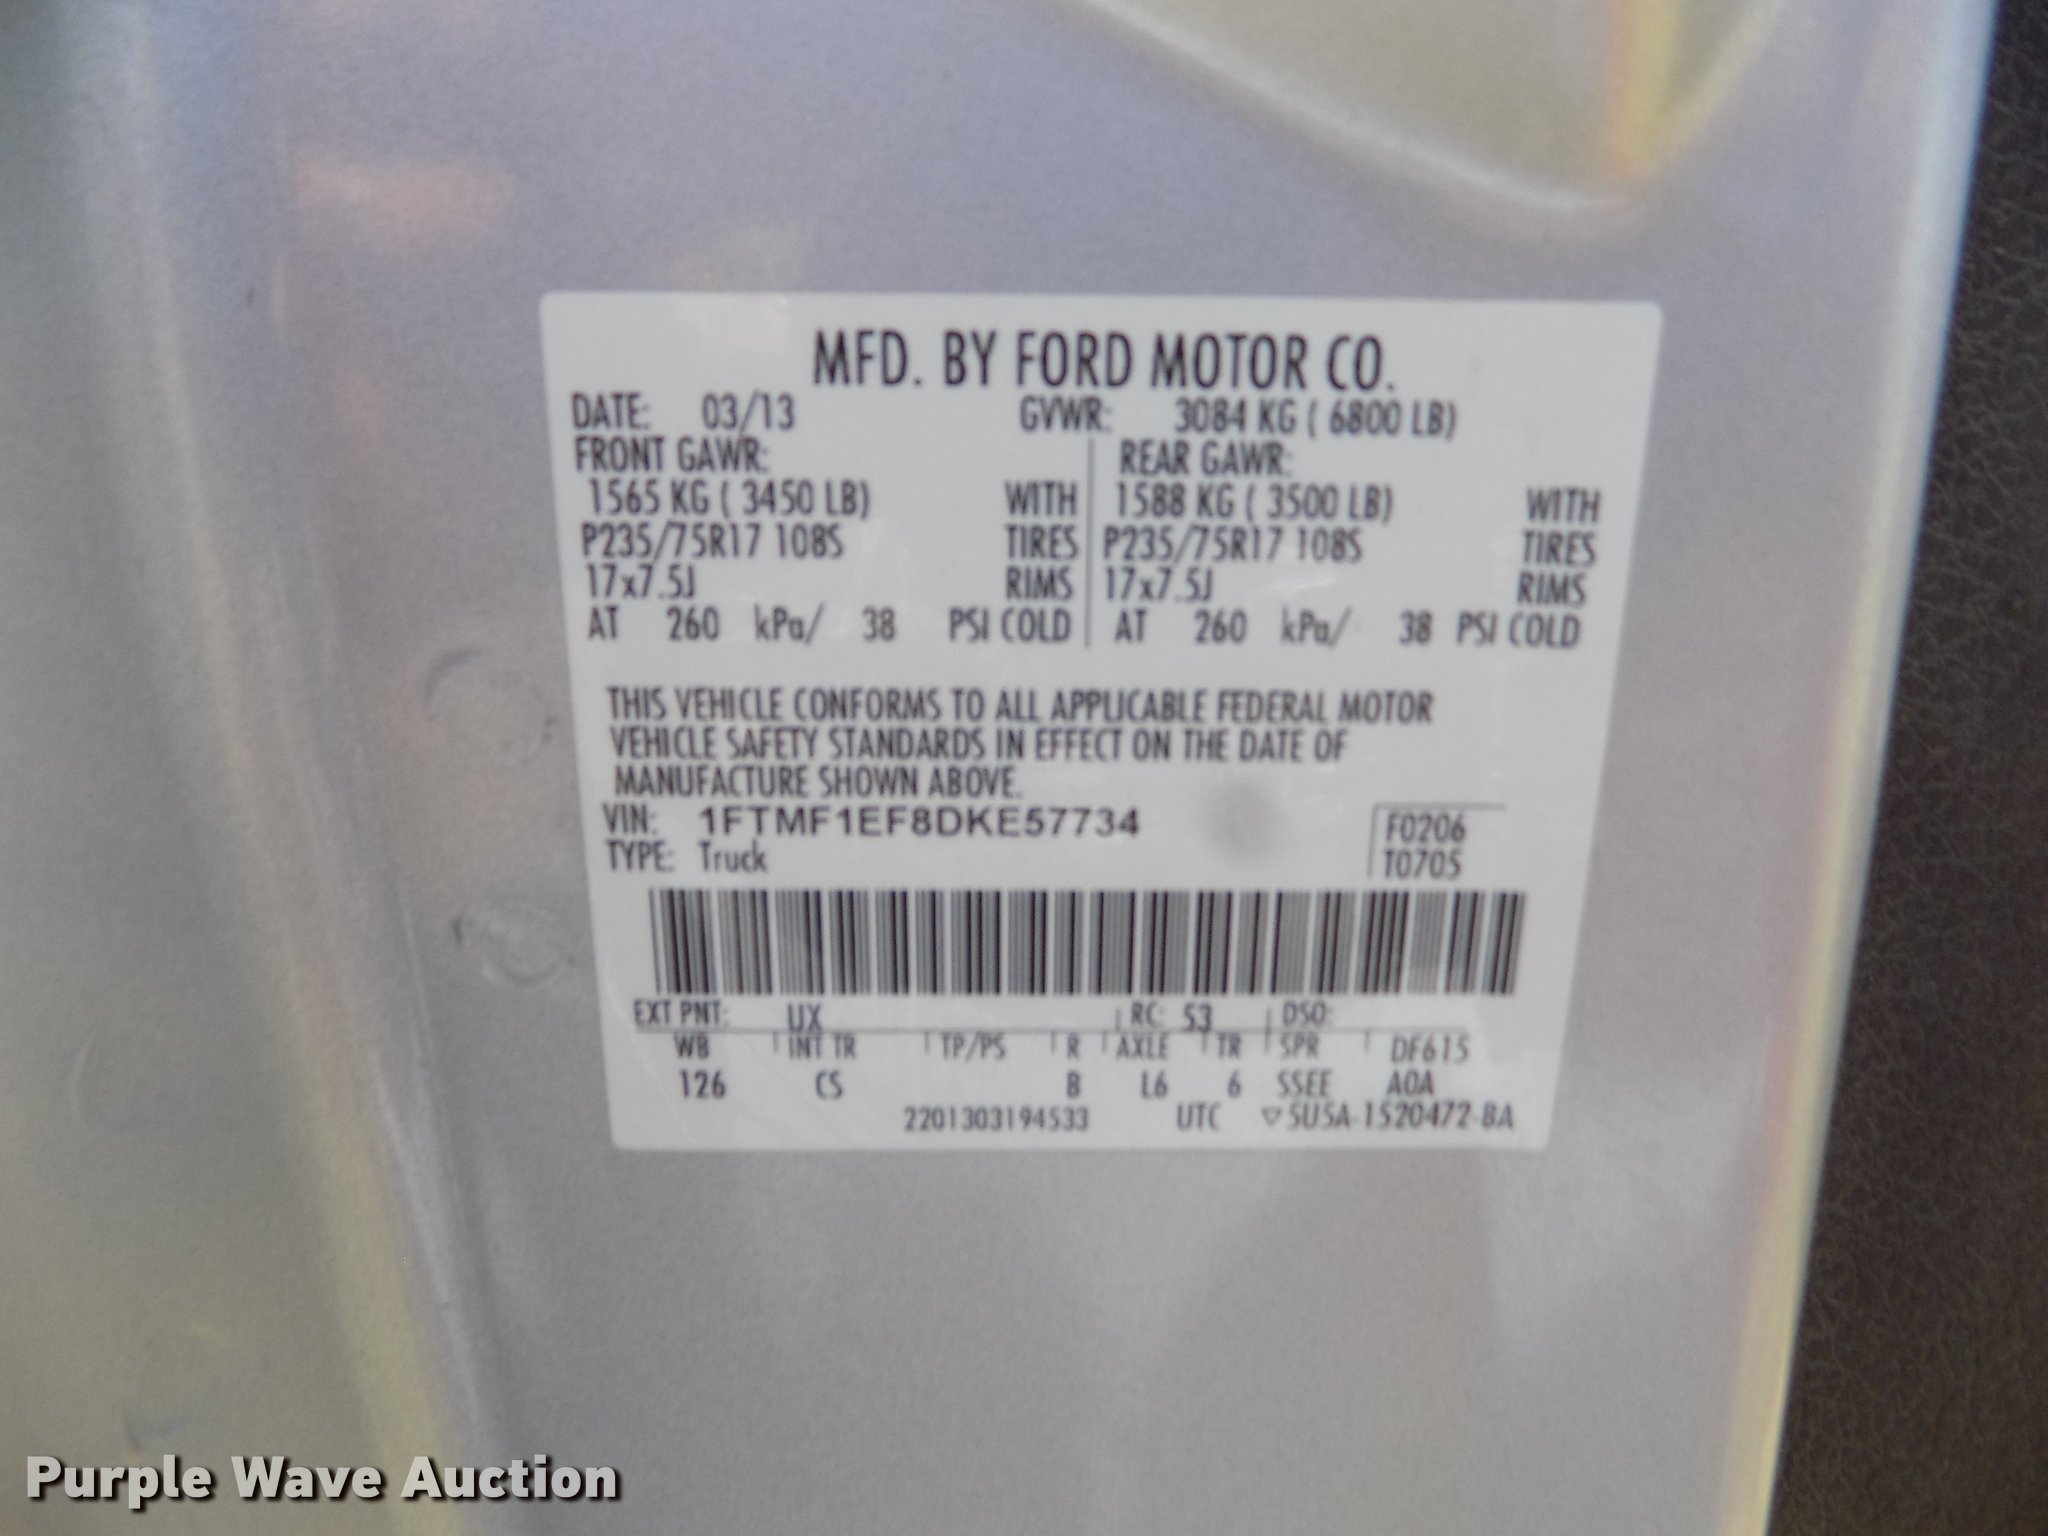 MFD. BY FORD MOTOR CO.
DATE: 03/13 GVWR: 3084 KG ( 6800 LB)
FRONT GAWR: REAR GAWR:
1565 KG ( 3450 LB) WITH 1588 KG ( 3500 LB) WITH
P235/75R17 108S TIRES P235/75R17 108S TIRES
17x7.5J RIMS 17x7.5J RIMS
AT 260 kPa/ 38 PSI COLD AT 260 kPa/ 38 PSI COLD
THIS VEHICLE CONFORMS TO ALL APPLICABLE FEDERAL MOTOR
VEHICLE SAFETY STANDARDS IN EFFECT ON THE DATE OF
MANUFACTURE SHOWN ABOVE.
VIN: 1FTMF1EF8DKE57734 F0206
TYPE: Truck T0705
EXT PNT: UX RC: 53 DSO:
WB INT TR TP/PS R AXLE TR SPR DF615
126 CS B L6 6 SSEE A0A
2201303194533 UTC ▽ 5U5A-1520472-BA
Purple Wave Auction